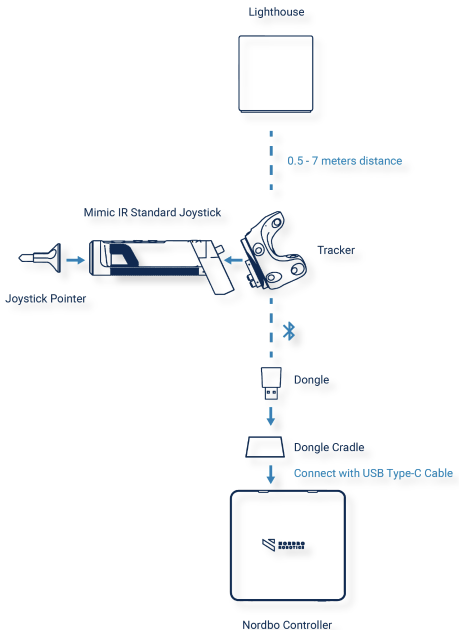 Lighthouse
0.5 - 7 meters distance
Mimic IR Standard Joystick
Tracker
Joystick Pointer
Dongle
Dongle Cradle
Connect with USB Type-C Cable
NORDBO
ROBOTICS
Nordbo Controller